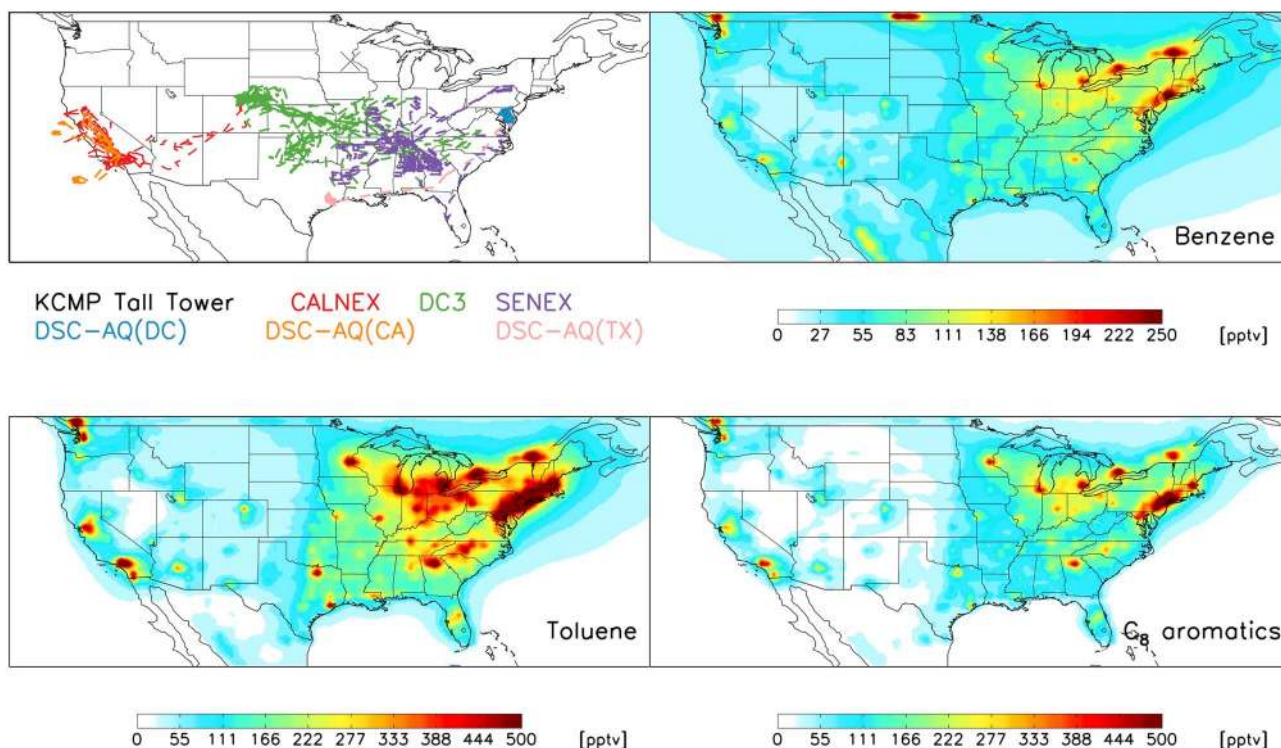 Benzene
KCMP Tall Tower CALNEX DC3 SENEX
DSC-AQ(DC) DSC-AQ(CA) DSC-AQ(TX)
0 27 55 83 111 138 166 194 222 250 [pptv]
Toluene
C₈ aromatics
0 55 111 166 222 277 333 388 444 500 [pptv]
0 55 111 166 222 277 333 388 444 500 [pptv]